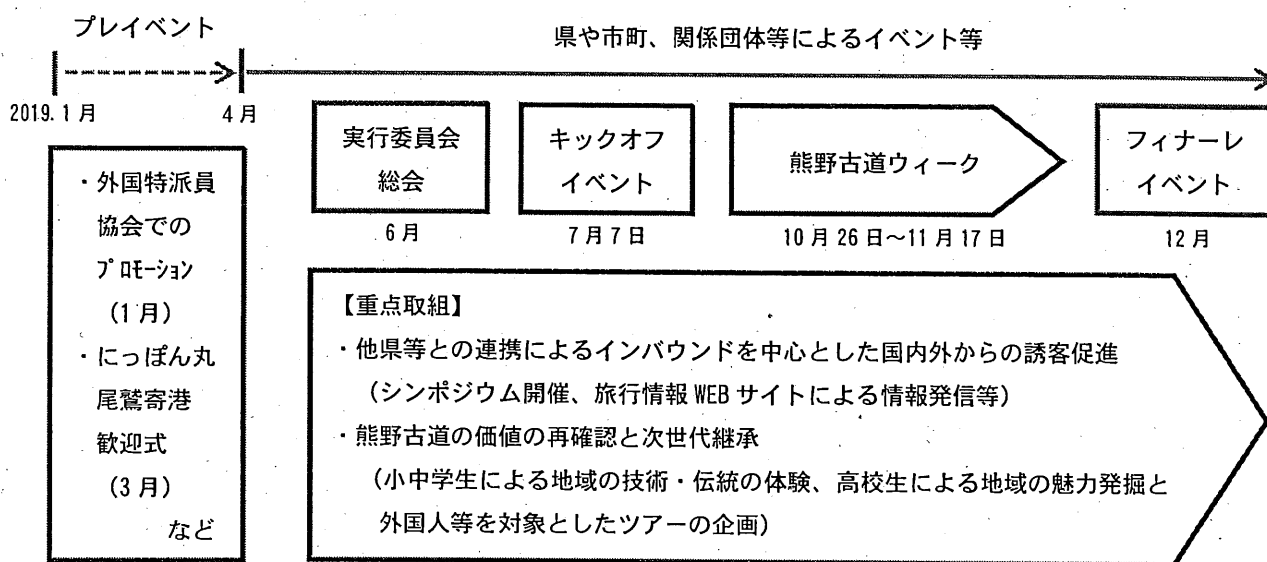 プレイベント
県や市町、関係団体等によるイベント等
2019.1月
4月
・外国特派員
協会での
プロモーション
(1月)
・にっぽん丸
尾鷲寄港
歓迎式
(3月)
など
実行委員会
総会
6月
キックオフ
イベント
7月7日
熊野古道ウィーク
10月26日～11月17日
フィナーレ
イベント
12月
【重点取組】
・他県等との連携によるインバウンドを中心とした国内外からの誘客促進
(シンポジウム開催、旅行情報WEBサイトによる情報発信等)
・熊野古道の価値の再確認と次世代継承
(小中学生による地域の技術・伝統の体験、高校生による地域の魅力発掘と
外国人等を対象としたツアーの企画)